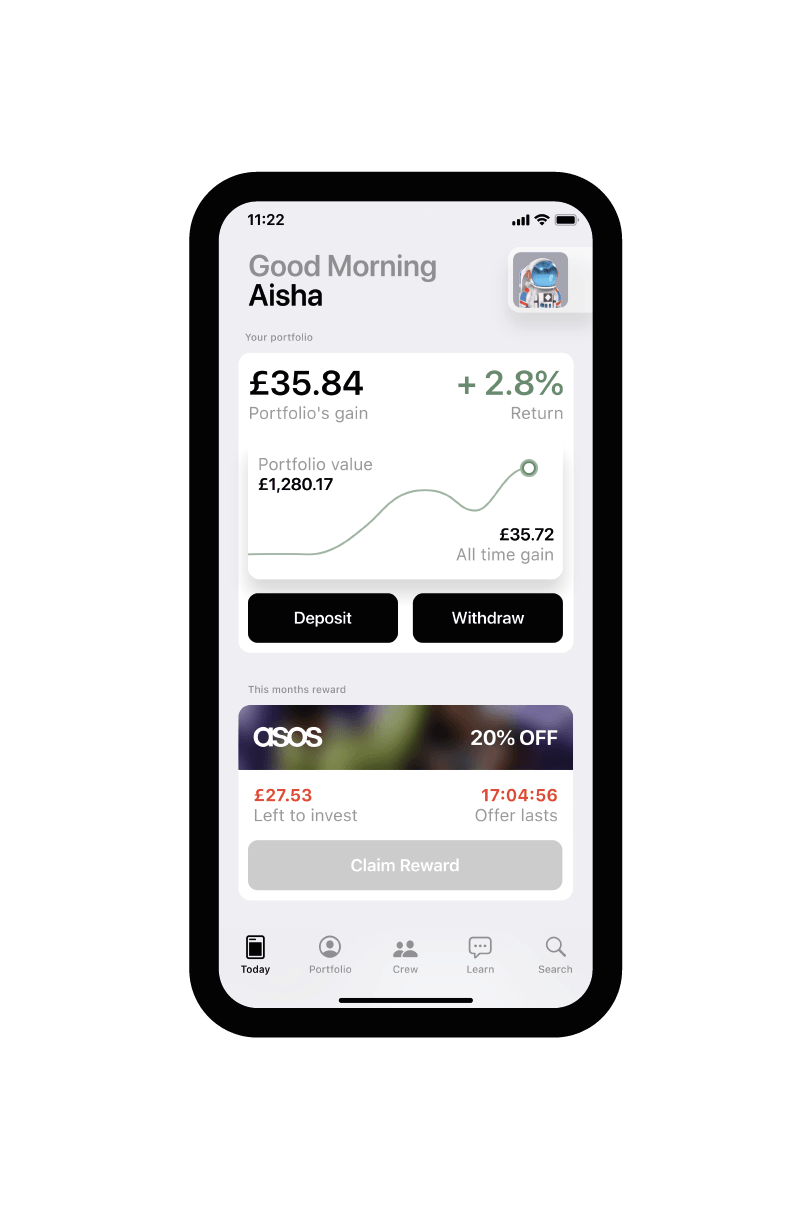 11:22
Good Morning
Aisha
Your portfolio
£35.84
+ 2.8%
Portfolio's gain
Return
Portfolio value
£1,280.17
£35.72
All time gain
Deposit
Withdraw
This months reward
asos
20% OFF
£27.53
17:04:56
Left to invest
Offer lasts
Claim Reward
Today
Portfolio
Crew
Learn
Search